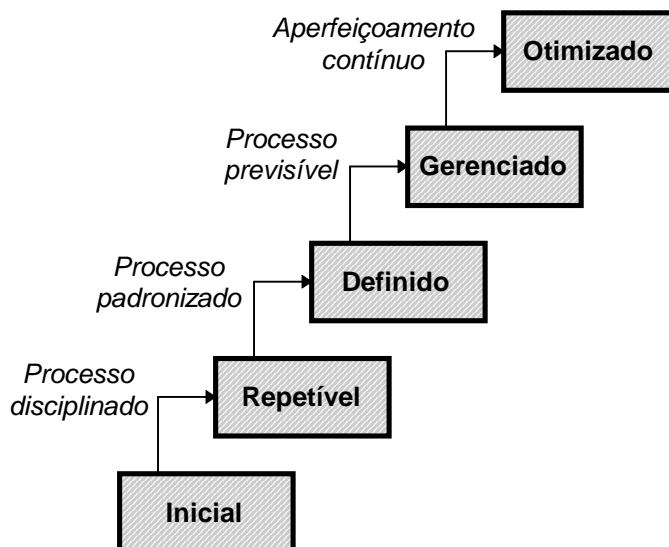 Aperfeiçoamento
contínuo
Otimizado
Processo
previsível
Gerenciado
Processo
padronizado
Definido
Processo
disciplinado
Repetível
Inicial